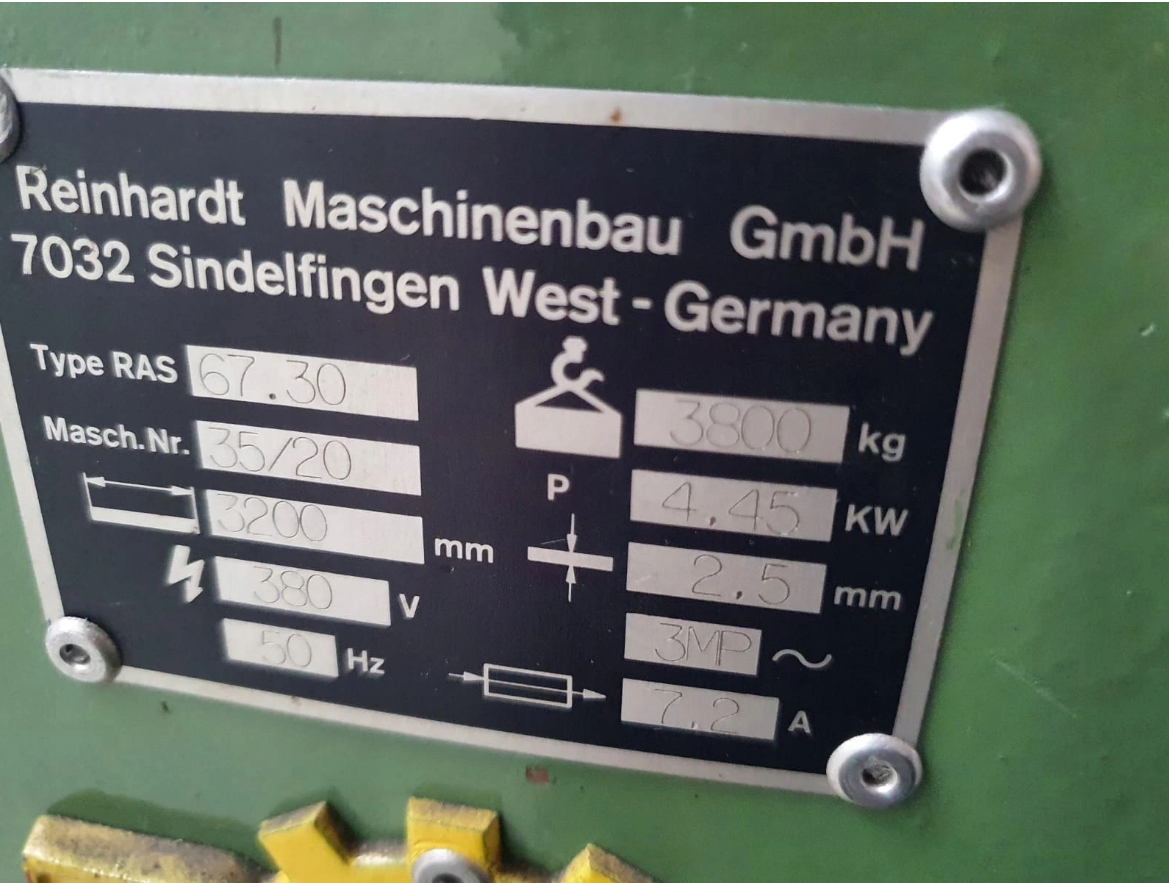 Reinhardt Maschinenbau GmbH
7032 Sindelfingen West-Germany
Type RAS 67.30
Masch.Nr. 35/20
3200 mm
380 V
50 Hz
3800 kg
P 4.45 KW
2.5 mm
3MP ~
7.2 A